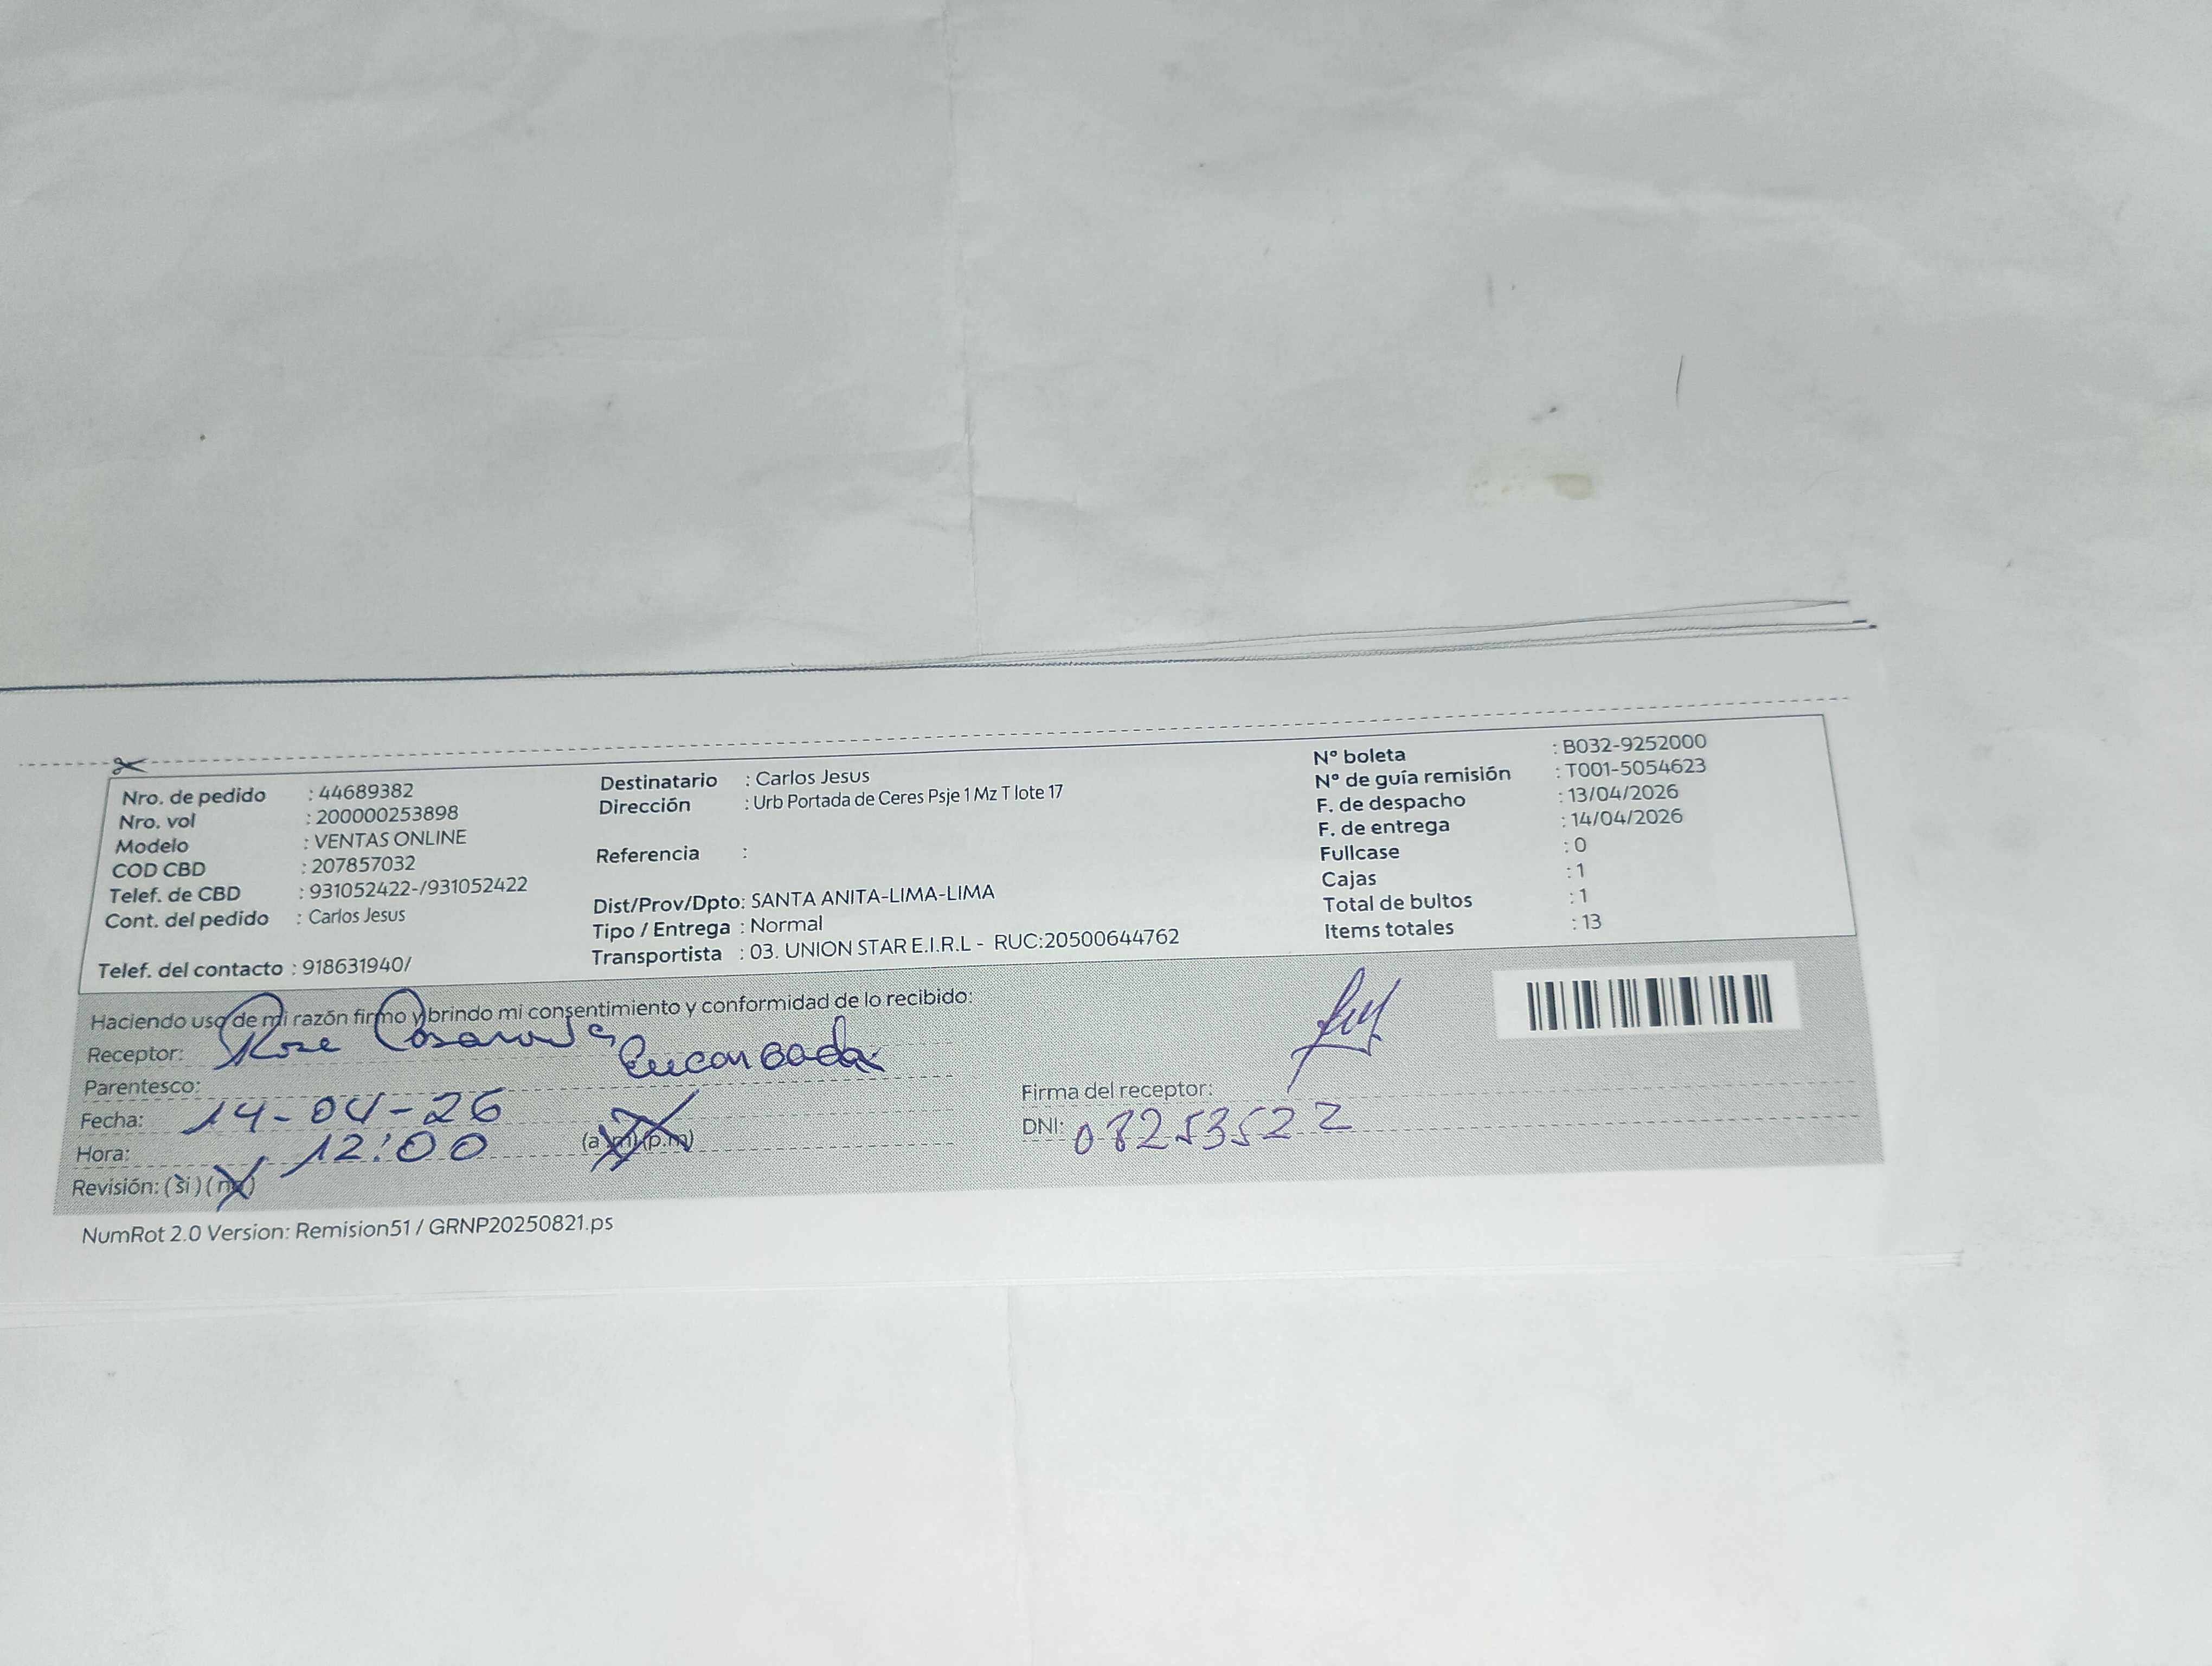 Nro. de pedido : 44689382
Nro. vol : 200000253898
Modelo : VENTAS ONLINE
COD CBD : 207857032
Telef. de CBD : 931052422-/931052422
Cont. del pedido : Carlos Jesus
Telef. del contacto : 918631940/
Destinatario : Carlos Jesus
Dirección : Urb Portada de Ceres Psje 1 Mz T lote 17
Referencia :
Dist/Prov/Dpto: SANTA ANITA-LIMA-LIMA
Tipo / Entrega : Normal
Transportista : 03. UNION STAR E.I.R.L - RUC:20500644762
N° boleta : B032-9252000
N° de guía remisión : T001-5054623
F. de despacho : 13/04/2026
F. de entrega : 14/04/2026
Fullcase : 0
Cajas : 1
Total de bultos : 1
Items totales : 13
Haciendo uso de mi razón firmo y brindo mi consentimiento y conformidad de lo recibido:
Receptor: Rose
Parentesco: Encargada
Fecha: 14-04-26
Hora: 12:00 (a.m) (p.m)
Revisión: (si) (no)
Firma del receptor:
DNI: 08253522
NumRot 2.0 Version: Remision51 / GRNP20250821.ps